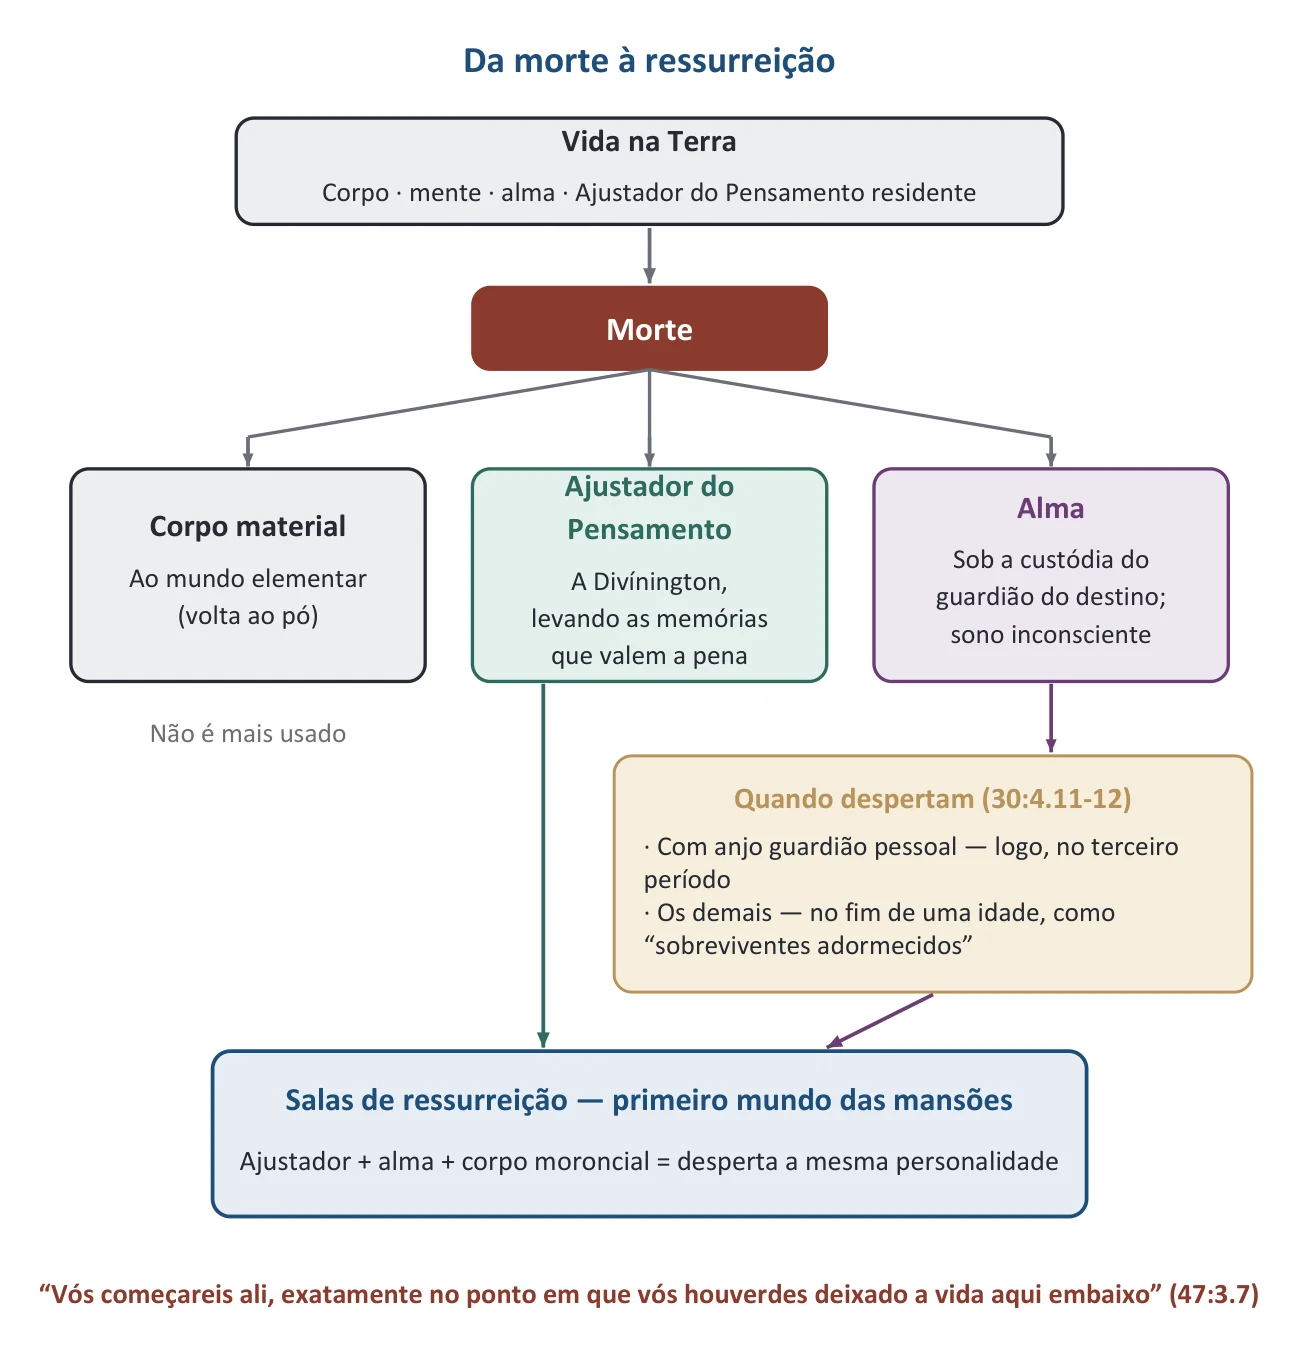 Da morte à ressurreição
Vida na Terra
Corpo · mente · alma · Ajustador do Pensamento residente
Morte
Corpo material
Ao mundo elementar
(volta ao pó)
Ajustador do
Pensamento
A Divínington,
levando as memórias
que valem a pena
Alma
Sob a custódia do
guardião do destino;
sono inconsciente
Não é mais usado
Quando despertam (30:4.11-12)
· Com anjo guardião pessoal — logo, no terceiro
período
· Os demais — no fim de uma idade, como
“sobreviventes adormecidos”
Salas de ressurreição — primeiro mundo das mansões
Ajustador + alma + corpo moroncial = desperta a mesma personalidade
“Vós começareis ali, exatamente no ponto em que vós houverdes deixado a vida aqui embaixo” (47:3.7)